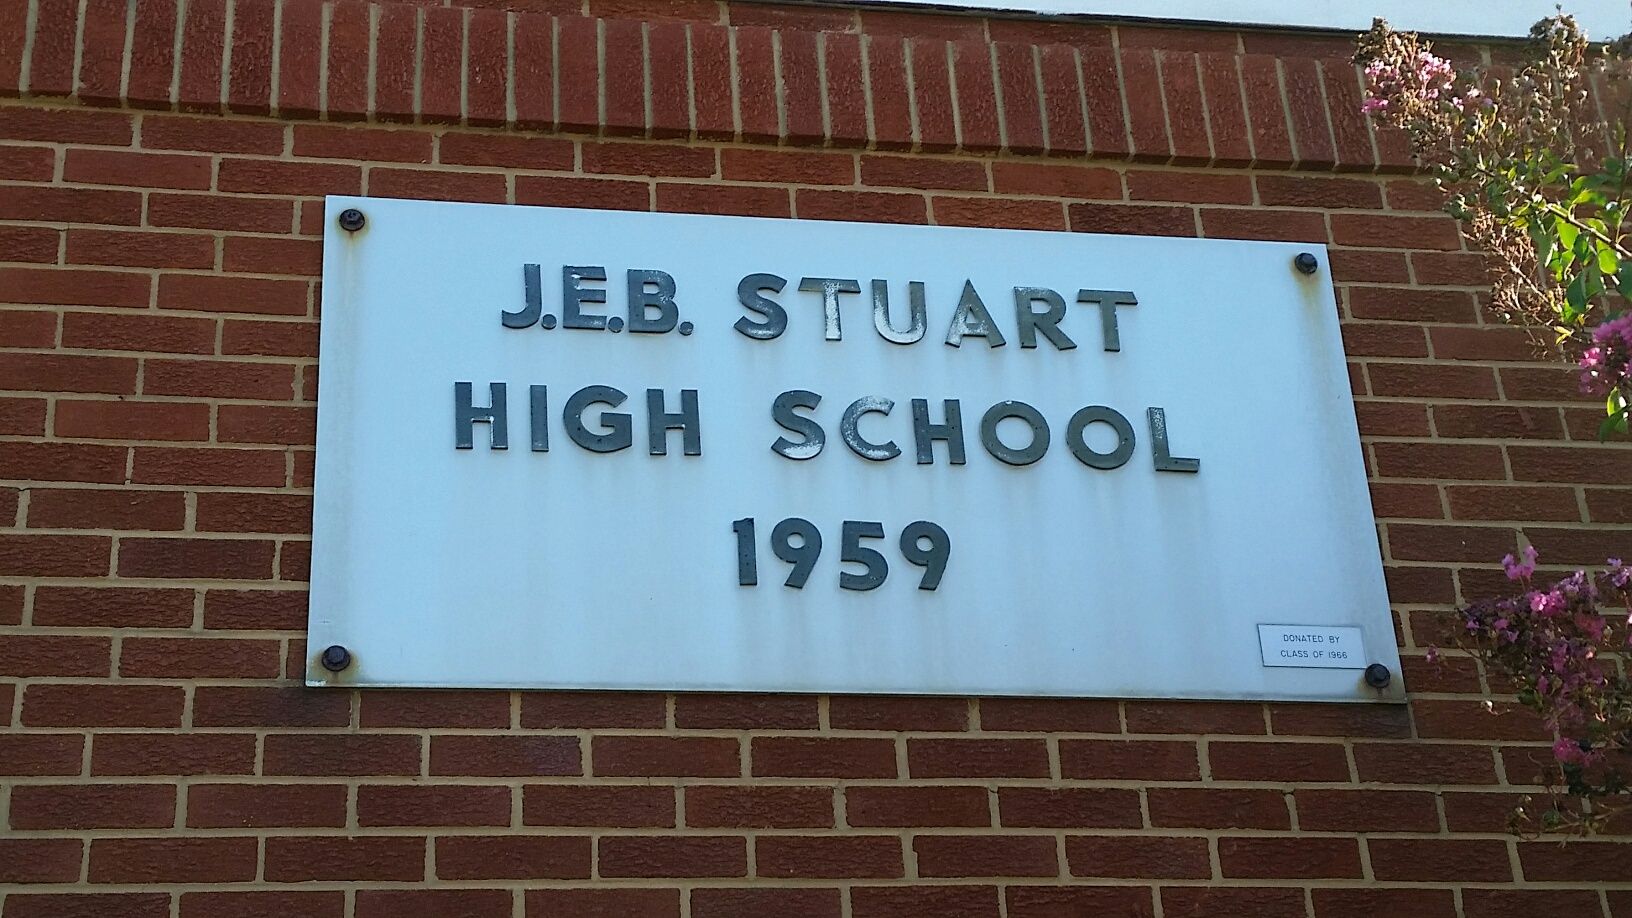 J.E.B. STUART
HIGH SCHOOL
1959
DONATED BY
CLASS OF 1966